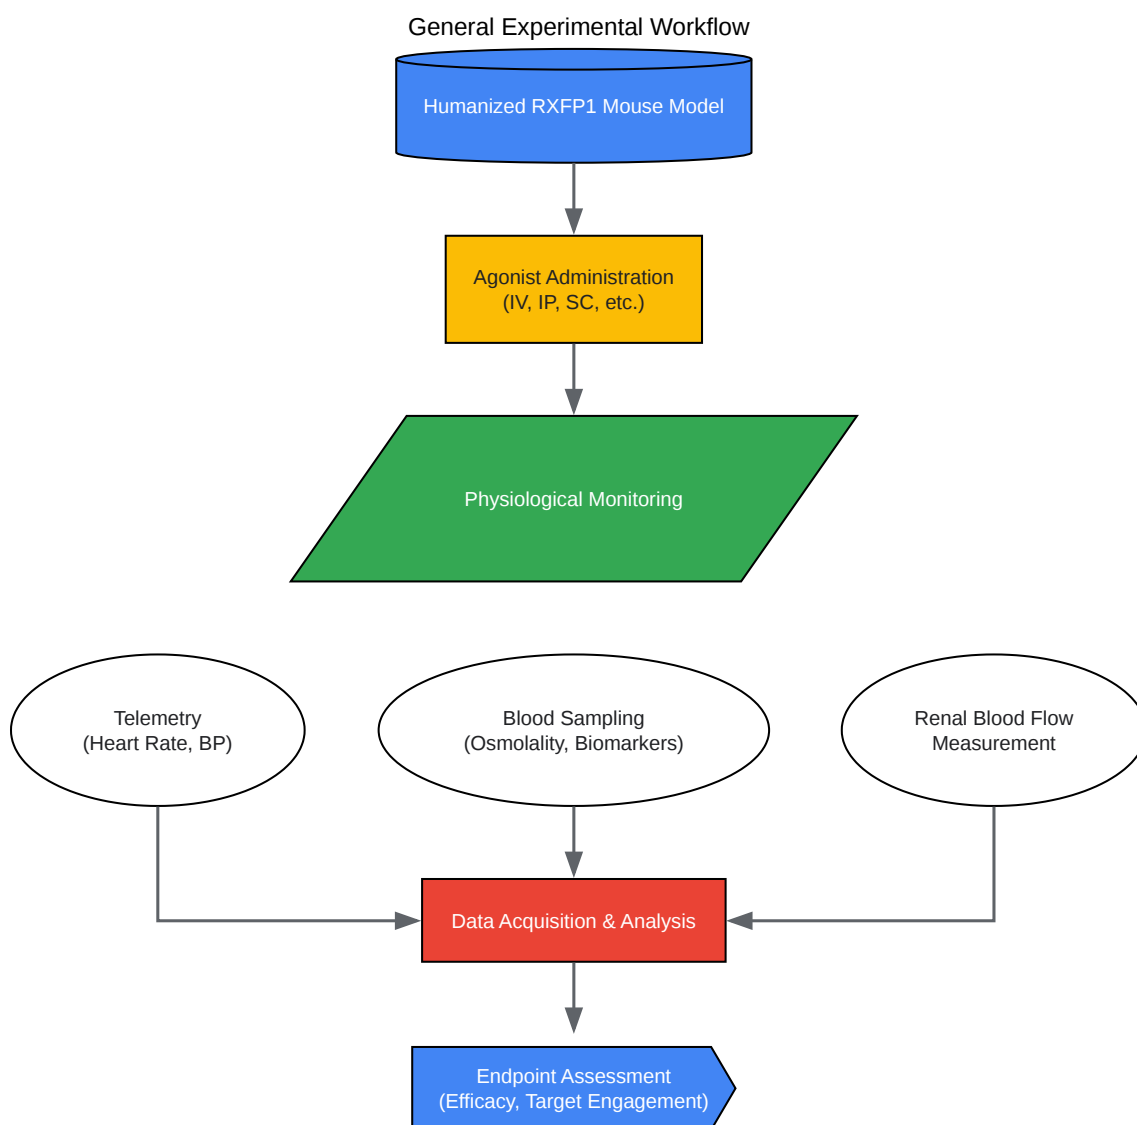 General Experimental Workflow
Humanized RXFP1 Mouse Model
Agonist Administration
(IV, IP, SC, etc.)
Physiological Monitoring
Telemetry
(Heart Rate, BP)
Blood Sampling
(Osmolality, Biomarkers)
Renal Blood Flow
Measurement
Data Acquisition & Analysis
Endpoint Assessment
(Efficacy, Target Engagement)